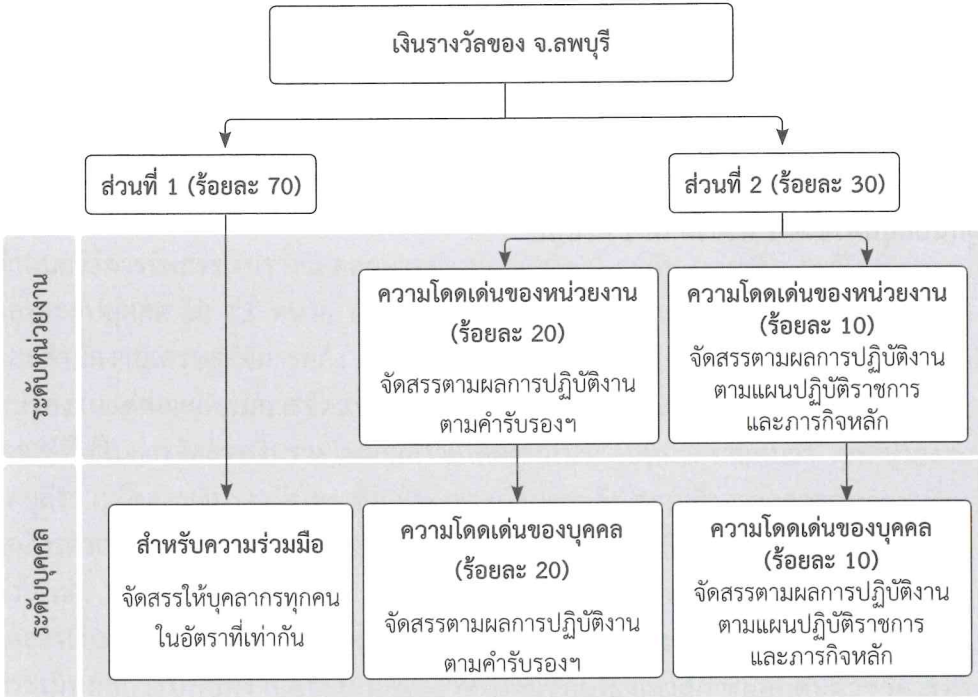 เงินรางวัลของ จ.ลพบุรี
ส่วนที่ 1 (ร้อยละ 70)
ส่วนที่ 2 (ร้อยละ 30)
ระดับหน่วยงาน
ความโดดเด่นของหน่วยงาน
(ร้อยละ 20)
จัดสรรตามผลการปฏิบัติงาน
ตามคำรับรองฯ
ความโดดเด่นของหน่วยงาน
(ร้อยละ 10)
จัดสรรตามผลการปฏิบัติงาน
ตามแผนปฏิบัติราชการ
และภารกิจหลัก
ระดับบุคคล
สำหรับความร่วมมือ
จัดสรรให้บุคลากรทุกคน
ในอัตราที่เท่ากัน
ความโดดเด่นของบุคคล
(ร้อยละ 20)
จัดสรรตามผลการปฏิบัติงาน
ตามคำรับรองฯ
ความโดดเด่นของบุคคล
(ร้อยละ 10)
จัดสรรตามผลการปฏิบัติงาน
ตามแผนปฏิบัติราชการ
และภารกิจหลัก